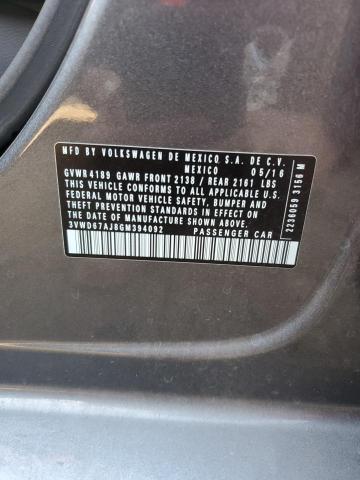 MFD BY VOLKSWAGEN DE MEXICO S.A. DE C.V.
MEXICO 05/16
GVWR 4189 GAWR FRONT 2138 / REAR 2161 LBS
THIS VEHICLE CONFORMS TO ALL APPLICABLE U.S.
FEDERAL MOTOR VEHICLE SAFETY, BUMPER AND
THEFT PREVENTION STANDARDS IN EFFECT ON
THE DATE OF MANUFACTURE SHOWN ABOVE
3VWD67AJ8GM394092
PASSENGER CAR
2236059 3156 M